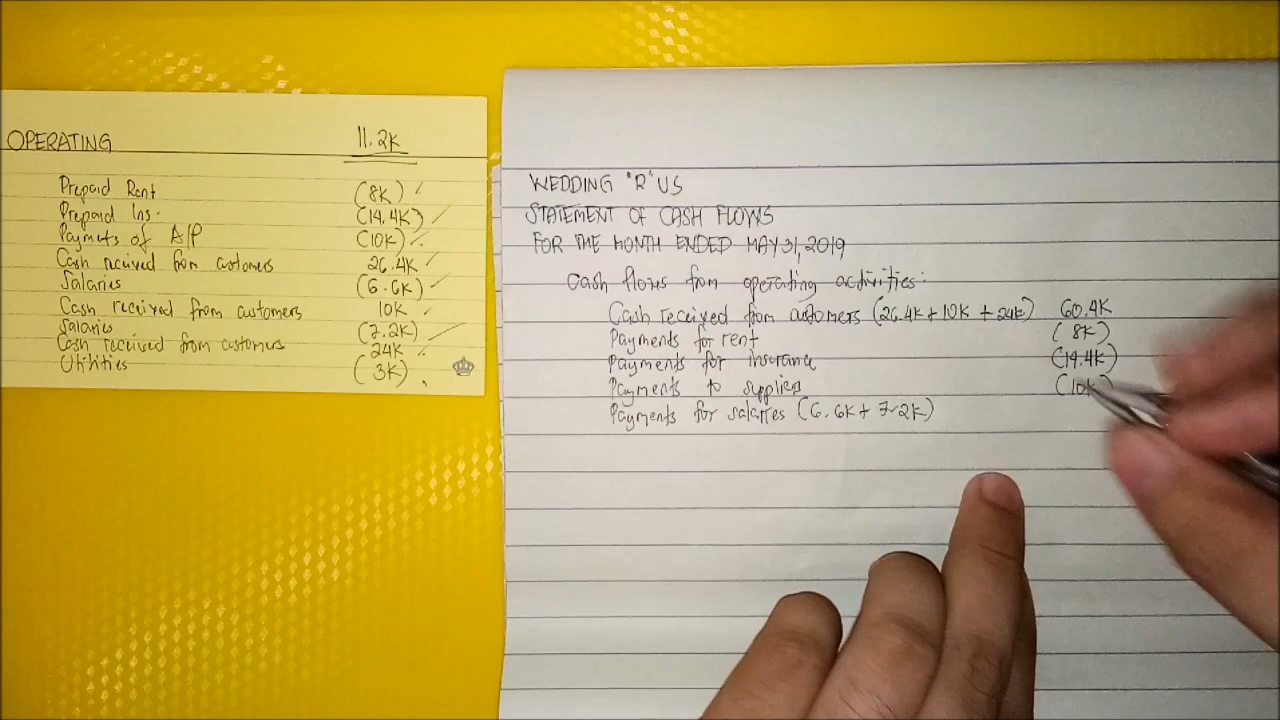 OPERATING 11.2K
Prepaid Rent (8K)
Prepaid Ins. (14.4K)
Paymets of A/P (10K)
Cash received from customers 26.4K
Salaries (6.6K)
Cash received from customers 10K
Salaries (7.2K)
Cash received from customers 24K
Utilities (3K)
WEDDING "R" US
STATEMENT OF CASH FLOWS
FOR THE MONTH ENDED MAY 31, 2019
Cash flows from operating activities:
Cash received from customers (26.4K + 10K + 24K) 60.4K
Payments for rent (8K)
Payments for insurance (14.4K)
Payments to supplies (10K)
Payments for salaries (6.6K + 7.2K)